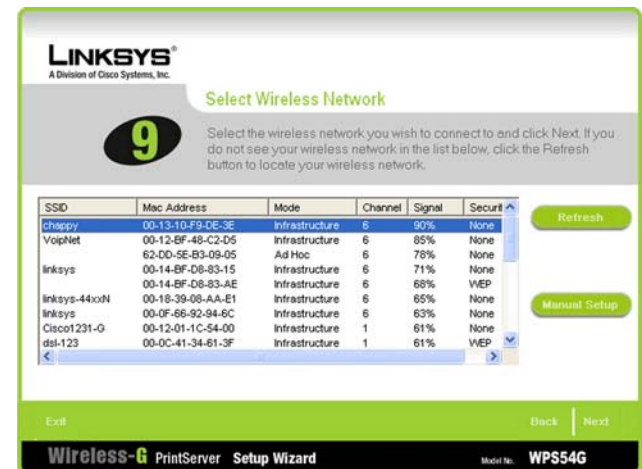 LINKSYS®
A Division of Cisco Systems, Inc.
Select Wireless Network
9
Select the wireless network you wish to connect to and click Next. If you
do not see your wireless network in the list below, click the Refresh
button to locate your wireless network.
SSID Mac Address Mode Channel Signal Securit
chappy 00-13-10-F9-DE-3E Infrastructure 6 90% None
VoipNet 00-12-BF-48-C2-D5 Infrastructure 6 85% None
62-DD-5E-B3-09-05 Ad Hoc 6 78% None
linksys 00-14-BF-D8-83-15 Infrastructure 6 71% None
00-14-BF-D8-83-AE Infrastructure 6 68% WEP
linksys-44xxN 00-18-39-08-AA-E1 Infrastructure 6 65% None
linksys 00-0F-66-92-94-6C Infrastructure 6 63% None
Cisco1231-G 00-12-01-1C-54-00 Infrastructure 1 61% None
dsl-123 00-0C-41-34-61-3F Infrastructure 1 61% WEP
Refresh
Manual Setup
Exit Back Next
Wireless-G PrintServer Setup Wizard Model No. WPS54G